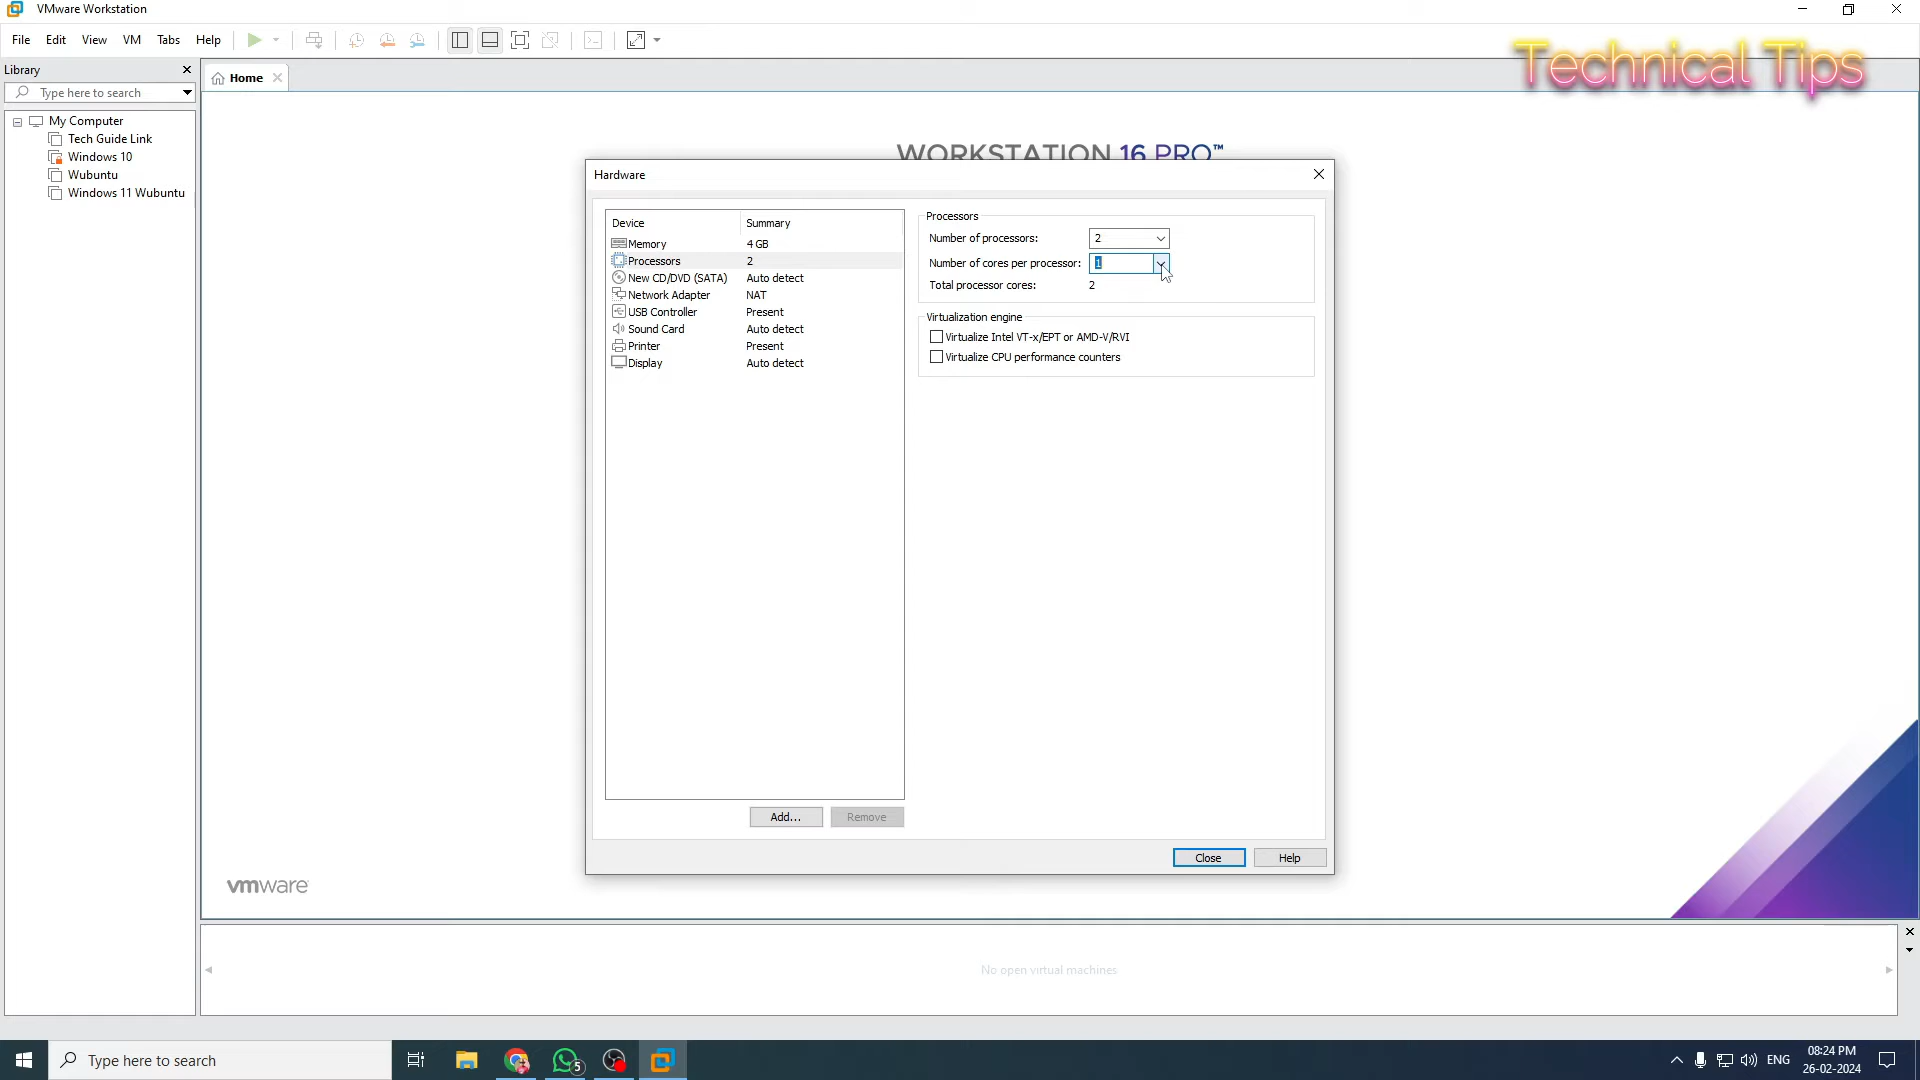 VMware Workstation
File Edit View VM Tabs Help
Technical Tips
Library
Home
Type here to search
My Computer
Tech Guide Link
Windows 10
Wubuntu
Windows 11 Wubuntu
WORKSTATION 16 PRO™
Hardware
Device Summary
Memory 4 GB
Processors 2
New CD/DVD (SATA) Auto detect
Network Adapter NAT
USB Controller Present
Sound Card Auto detect
Printer Present
Display Auto detect
Add... Remove
Processors
Number of processors: 2
Number of cores per processor: 1
Total processor cores: 2
Virtualization engine
Virtualize Intel VT-x/EPT or AMD-V/RVI
Virtualize CPU performance counters
Close Help
vmware
No open virtual machines
Type here to search
5
ENG
08:24 PM
26-02-2024